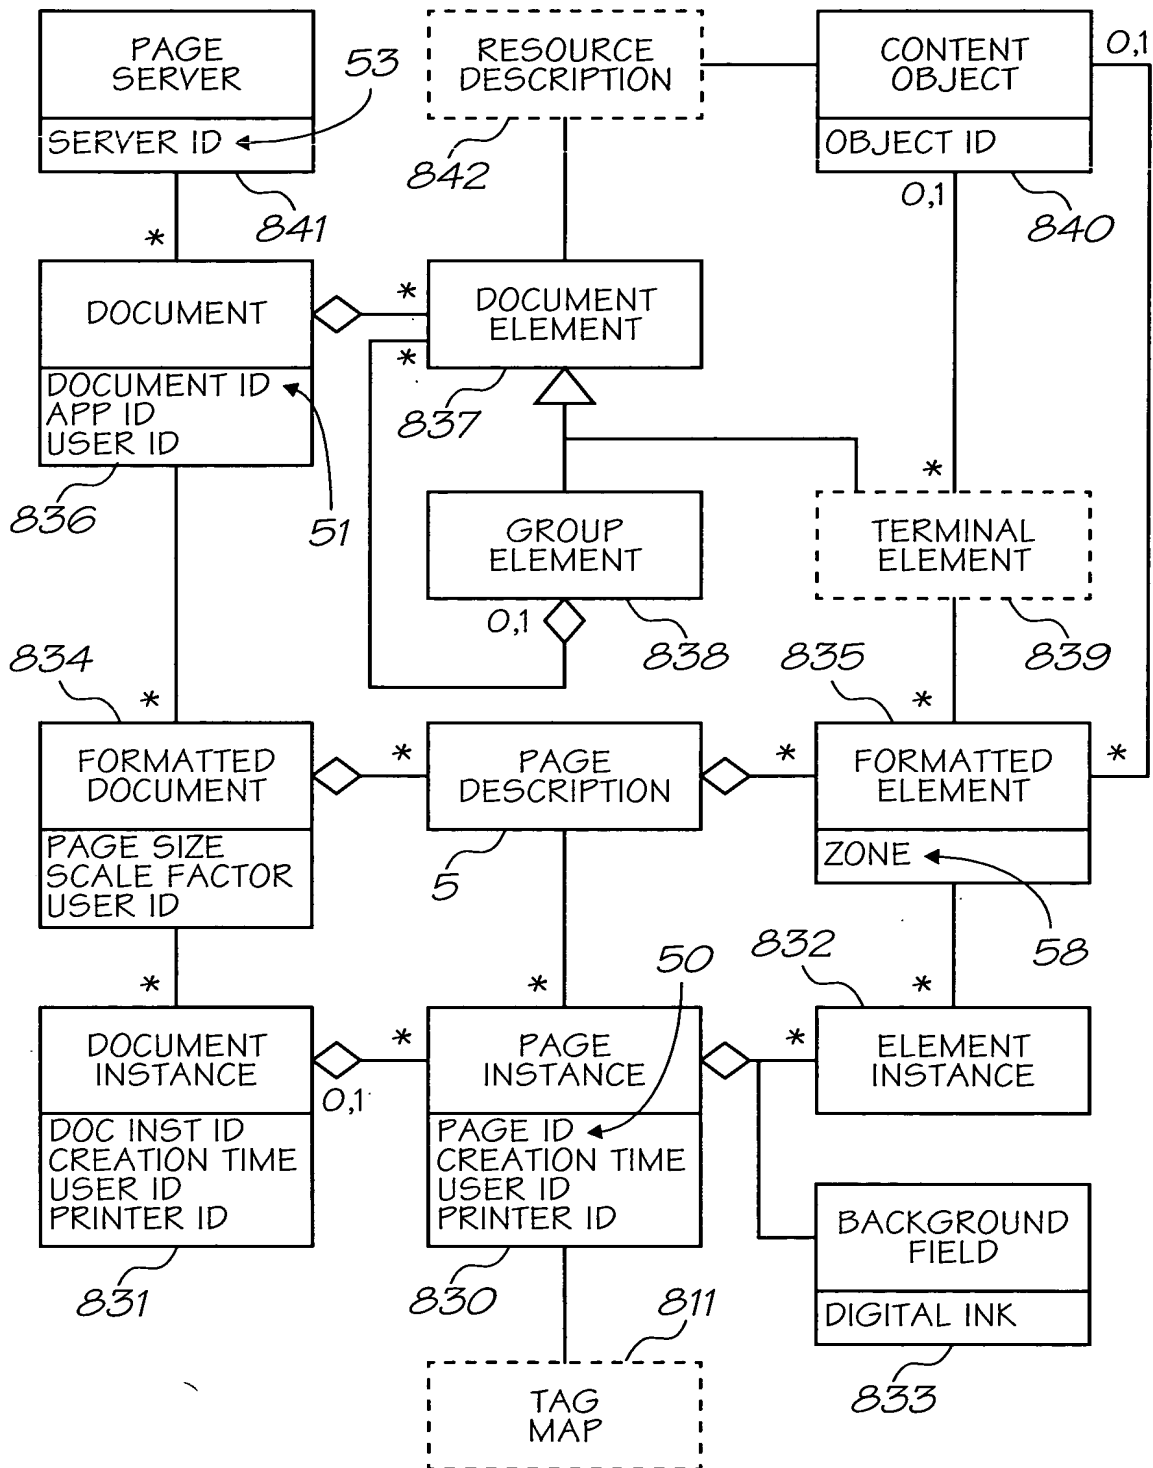 PAGE
SERVER
SERVER ID
53
841
*
RESOURCE
DESCRIPTION
842
CONTENT
OBJECT
OBJECT ID
0,1
0,1
840
DOCUMENT
DOCUMENT ID
APP ID
USER ID
836
51
*
*
DOCUMENT
ELEMENT
837
GROUP
ELEMENT
0,1
838
*
TERMINAL
ELEMENT
839
834
*
FORMATTED
DOCUMENT
PAGE SIZE
SCALE FACTOR
USER ID
*
PAGE
DESCRIPTION
5
835
*
*
*
FORMATTED
ELEMENT
ZONE
58
*
DOCUMENT
INSTANCE
0,1
DOC INST ID
CREATION TIME
USER ID
PRINTER ID
831
*
*
50
PAGE
INSTANCE
PAGE ID
CREATION TIME
USER ID
PRINTER ID
830
832
*
*
ELEMENT
INSTANCE
BACKGROUND
FIELD
DIGITAL INK
833
811
TAG
MAP